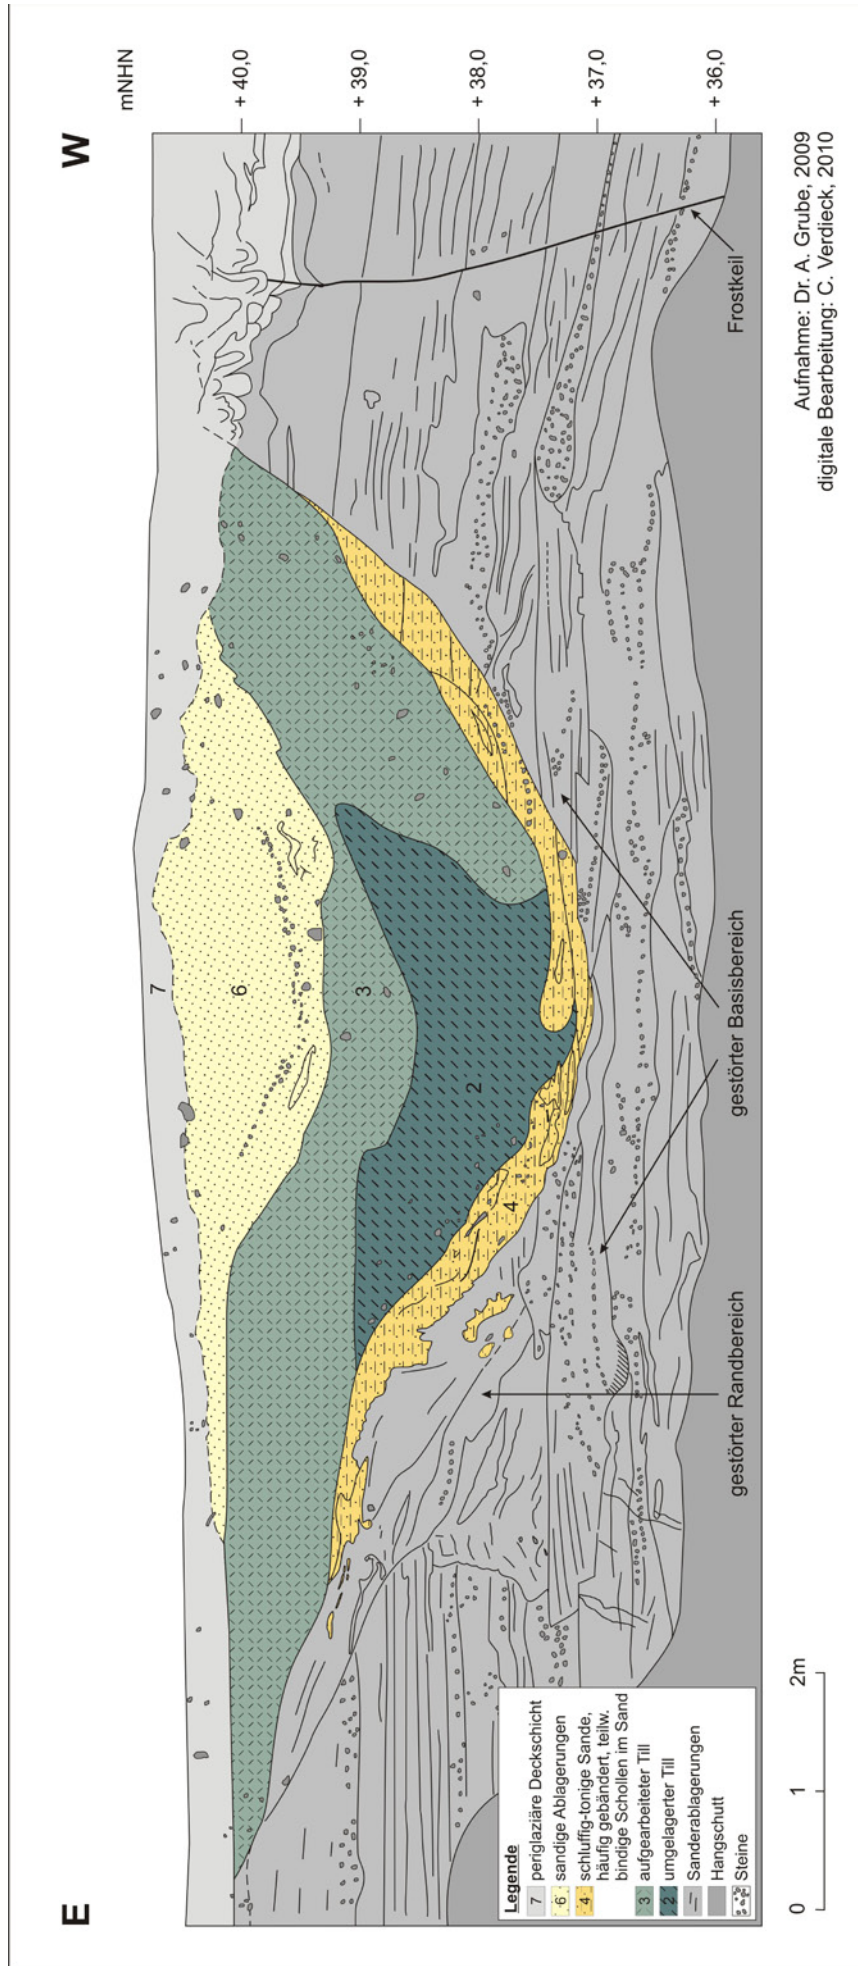 E
W
mNHN
+ 40,0
+ 39,0
+ 38,0
+ 37,0
+ 36,0
7
6
3
2
4
gestörter Randbereich
gestörter Basisbereich
Frostkeil
Legende
7 periglaziäre Deckschicht
6 sandige Ablagerungen
4 schluffig-tonige Sande,
häufig gebändert, teilw.
bindige Schollen im Sand
3 aufgearbeiteter Till
2 umgelagerter Till
Sanderablagerungen
Hangschutt
Steine
0 1 2m
Aufnahme: Dr. A. Grube, 2009
digitale Bearbeitung: C. Verdieck, 2010